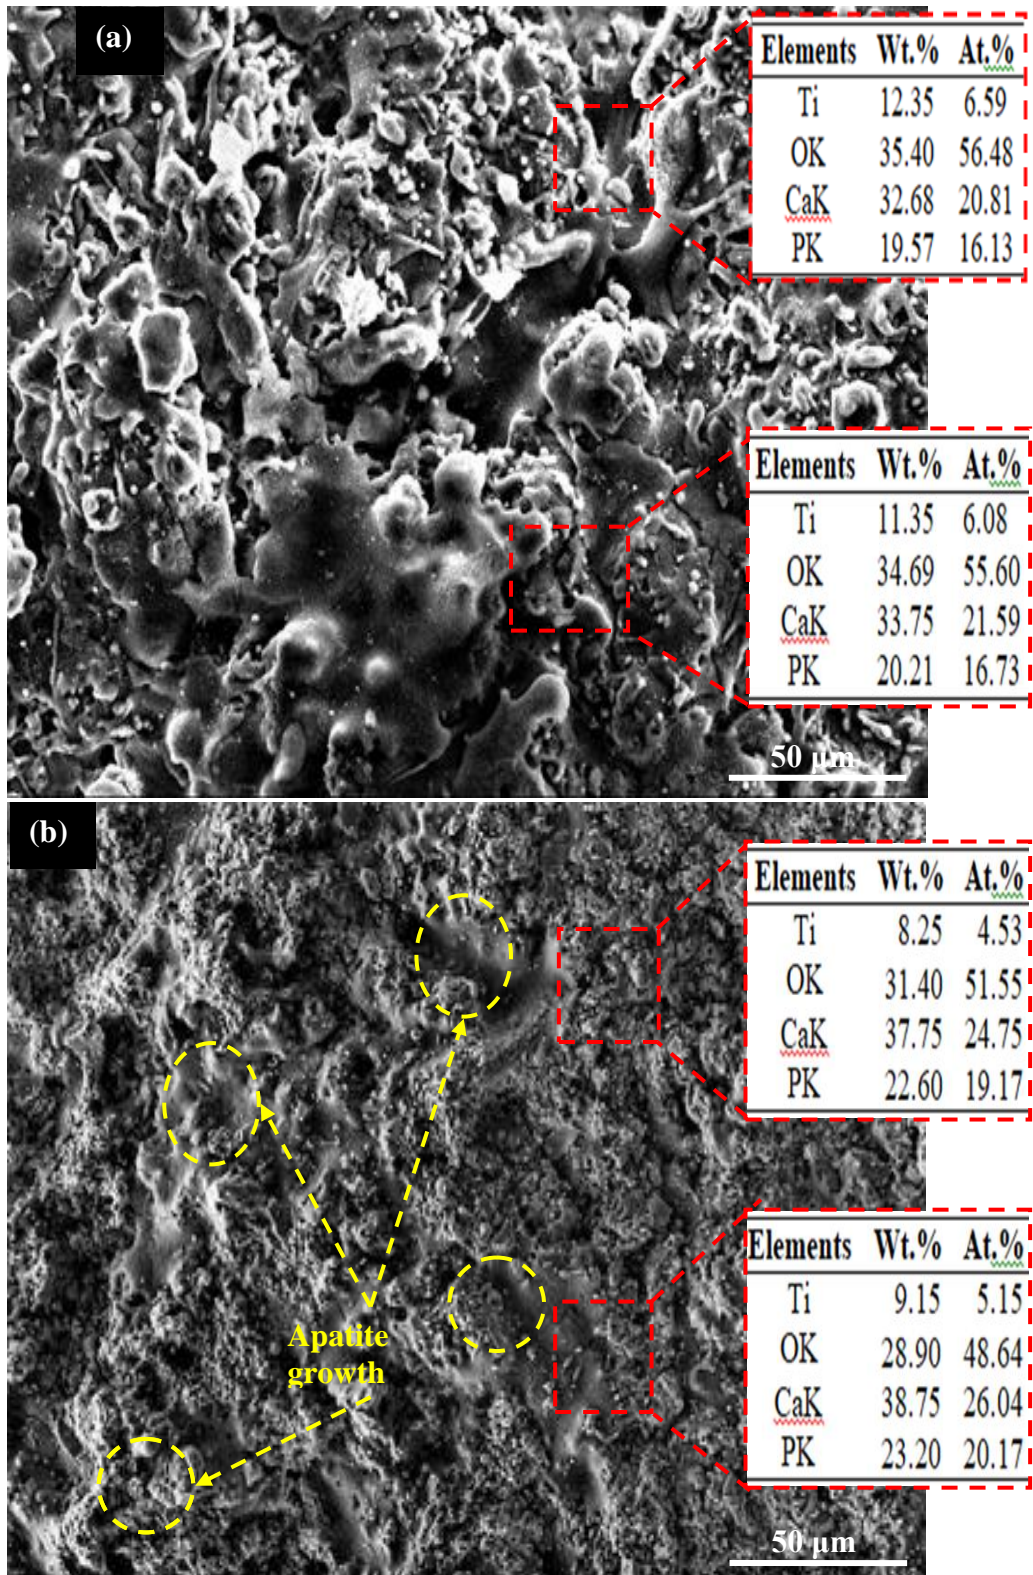 (a)
Elements Wt.% At.%
Ti 12.35 6.59
OK 35.40 56.48
CaK 32.68 20.81
PK 19.57 16.13
Elements Wt.% At.%
Ti 11.35 6.08
OK 34.69 55.60
CaK 33.75 21.59
PK 20.21 16.73
50 µm
(b)
Elements Wt.% At.%
Ti 8.25 4.53
OK 31.40 51.55
CaK 37.75 24.75
PK 22.60 19.17
Elements Wt.% At.%
Ti 9.15 5.15
OK 28.90 48.64
CaK 38.75 26.04
PK 23.20 20.17
Apatite
growth
50 µm